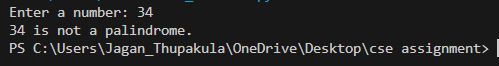 Enter a number: 34
34 is not a palindrome.
PS C:\Users\Jagan_Thupakula\OneDrive\Desktop\cse assignment>